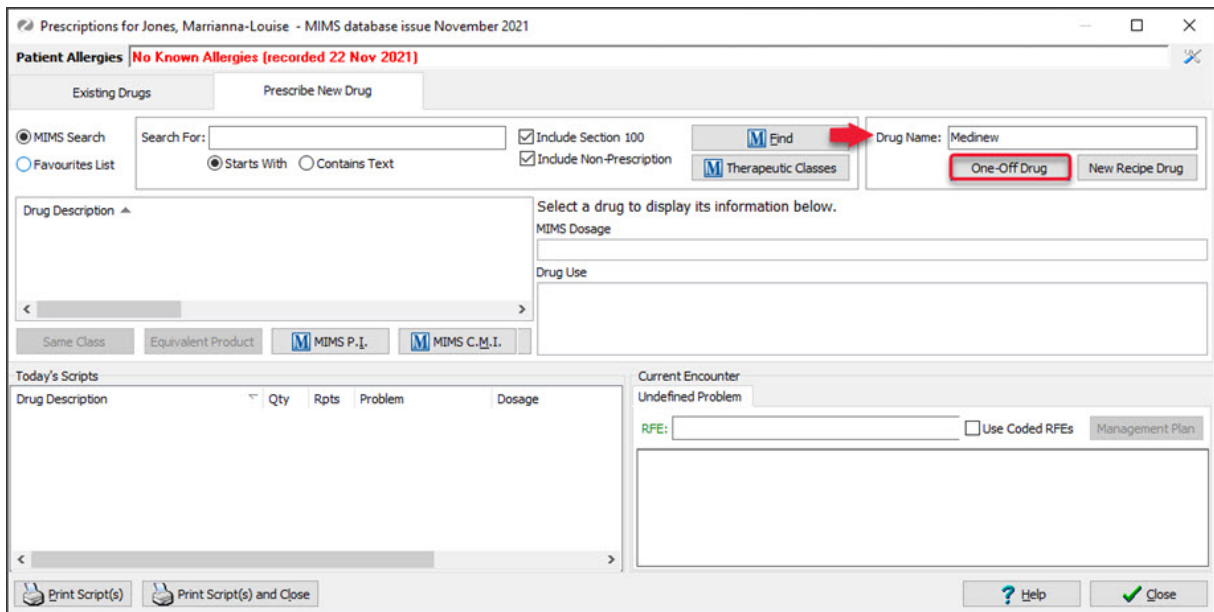 Prescriptions for Jones, Marrianna-Louise - MIMS database issue November 2021
Patient Allergies No Known Allergies (recorded 22 Nov 2021)
Existing Drugs Prescribe New Drug
MIMS Search Search For: Include Section 100 M Find Drug Name: Medinew
Favourites List Starts With Contains Text Include Non-Prescription M Therapeutic Classes One-Off Drug New Recipe Drug
Drug Description Select a drug to display its information below.
MIMS Dosage
Drug Use
Same Class Equivalent Product M MIMS P.I. M MIMS C.M.I.
Today's Scripts Current Encounter
Drug Description Qty Rpts Problem Dosage Undefined Problem
RFE: Use Coded RFEs Management Plan
Print Script(s) Print Script(s) and Close ? Help Close